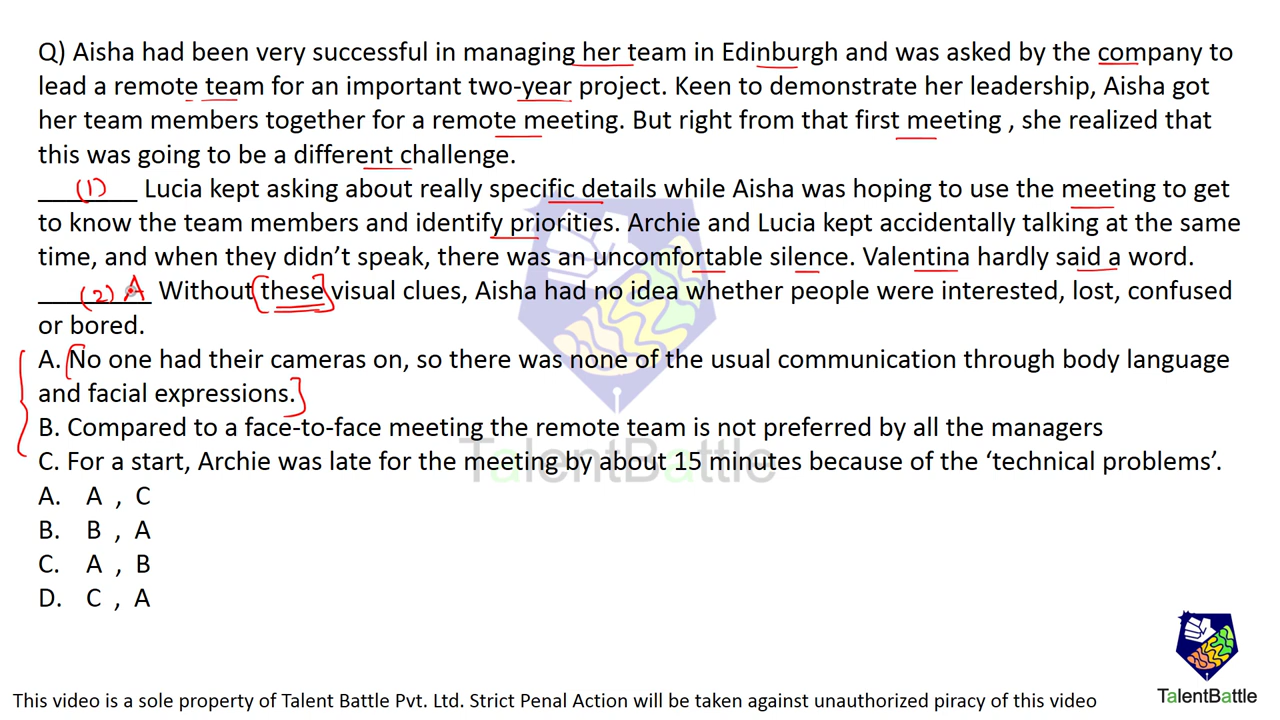 Q) Aisha had been very successful in managing her team in Edinburgh and was asked by the company to
lead a remote team for an important two-year project. Keen to demonstrate her leadership, Aisha got
her team members together for a remote meeting. But right from that first meeting , she realized that
this was going to be a different challenge.
______(1)______ Lucia kept asking about really specific details while Aisha was hoping to use the meeting to get
to know the team members and identify priorities. Archie and Lucia kept accidentally talking at the same
time, and when they didn’t speak, there was an uncomfortable silence. Valentina hardly said a word.
______(2) A Without these visual clues, Aisha had no idea whether people were interested, lost, confused
or bored.
A. No one had their cameras on, so there was none of the usual communication through body language
and facial expressions.
B. Compared to a face-to-face meeting the remote team is not preferred by all the managers
C. For a start, Archie was late for the meeting by about 15 minutes because of the ‘technical problems’.
A. A , C
B. B , A
C. A , B
D. C , A
TalentBattle
TalentBattle
This video is a sole property of Talent Battle Pvt. Ltd. Strict Penal Action will be taken against unauthorized piracy of this video